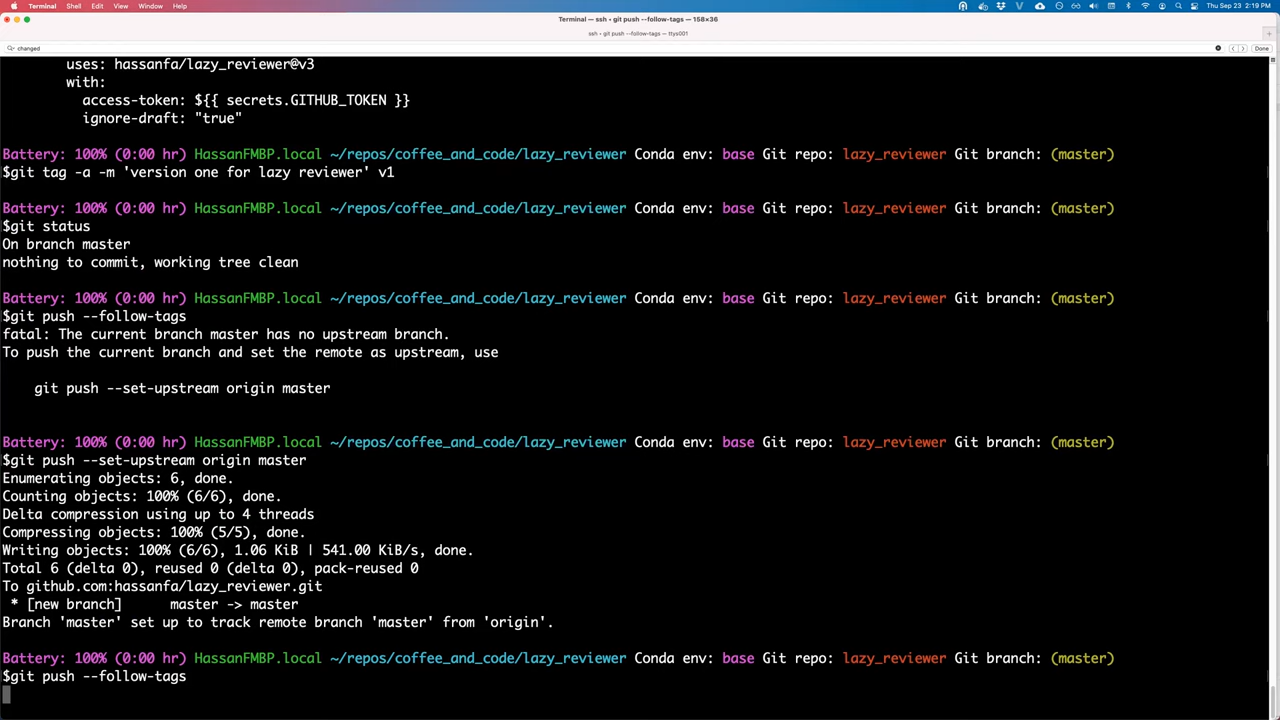 Terminal Shell Edit View Window Help Thu Sep 23 2:19 PM
Terminal — ssh • git push --follow-tags — 158×36
ssh • git push --follow-tags — ttys001
changed Done
uses: hassanfa/lazy_reviewer@v3
with:
access-token: ${{ secrets.GITHUB_TOKEN }}
ignore-draft: "true"
Battery: 100% (0:00 hr) HassanFMBP.local ~/repos/coffee_and_code/lazy_reviewer Conda env: base Git repo: lazy_reviewer Git branch: (master)
$git tag -a -m 'version one for lazy reviewer' v1
Battery: 100% (0:00 hr) HassanFMBP.local ~/repos/coffee_and_code/lazy_reviewer Conda env: base Git repo: lazy_reviewer Git branch: (master)
$git status
On branch master
nothing to commit, working tree clean
Battery: 100% (0:00 hr) HassanFMBP.local ~/repos/coffee_and_code/lazy_reviewer Conda env: base Git repo: lazy_reviewer Git branch: (master)
$git push --follow-tags
fatal: The current branch master has no upstream branch.
To push the current branch and set the remote as upstream, use
git push --set-upstream origin master
Battery: 100% (0:00 hr) HassanFMBP.local ~/repos/coffee_and_code/lazy_reviewer Conda env: base Git repo: lazy_reviewer Git branch: (master)
$git push --set-upstream origin master
Enumerating objects: 6, done.
Counting objects: 100% (6/6), done.
Delta compression using up to 4 threads
Compressing objects: 100% (5/5), done.
Writing objects: 100% (6/6), 1.06 KiB | 541.00 KiB/s, done.
Total 6 (delta 0), reused 0 (delta 0), pack-reused 0
To github.com:hassanfa/lazy_reviewer.git
* [new branch] master -> master
Branch 'master' set up to track remote branch 'master' from 'origin'.
Battery: 100% (0:00 hr) HassanFMBP.local ~/repos/coffee_and_code/lazy_reviewer Conda env: base Git repo: lazy_reviewer Git branch: (master)
$git push --follow-tags